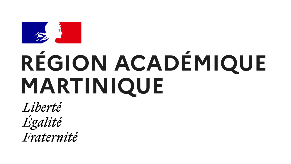 RÉGION ACADÉMIQUE
MARTINIQUE
Liberté
Égalité
Fraternité